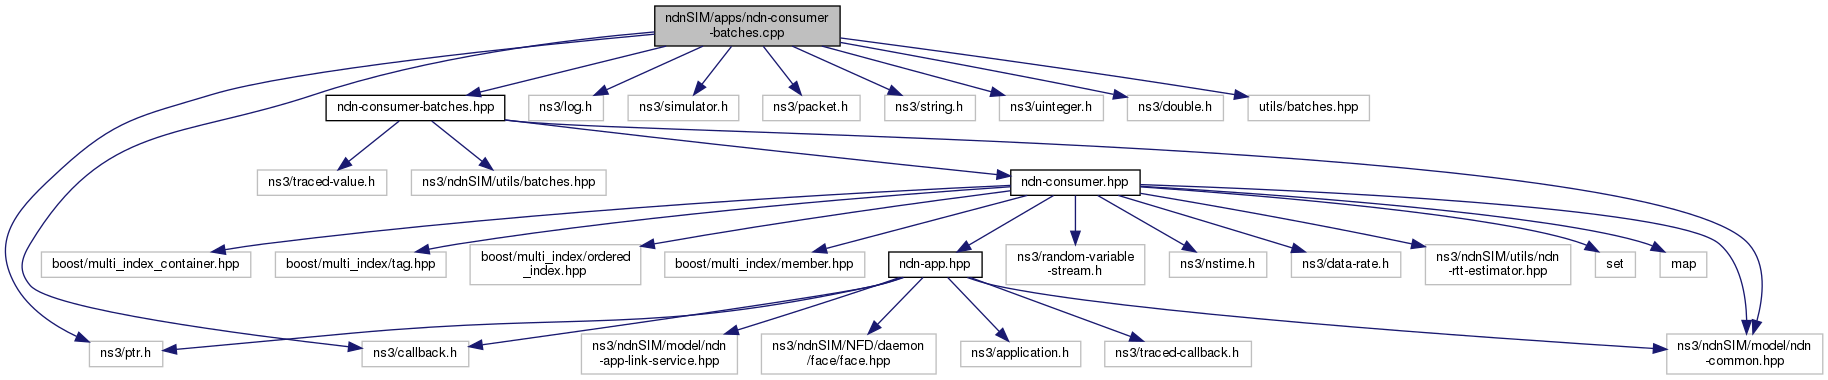 ndnSIM/apps/ndn-consumer
-batches.cpp
ndn-consumer-batches.hpp
ns3/log.h
ns3/simulator.h
ns3/packet.h
ns3/string.h
ns3/uinteger.h
ns3/double.h
utils/batches.hpp
ns3/traced-value.h
ns3/ndnSIM/utils/batches.hpp
ndn-consumer.hpp
boost/multi_index_container.hpp
boost/multi_index/tag.hpp
boost/multi_index/ordered
_index.hpp
boost/multi_index/member.hpp
ndn-app.hpp
ns3/random-variable
-stream.h
ns3/nstime.h
ns3/data-rate.h
ns3/ndnSIM/utils/ndn
-rtt-estimator.hpp
set
map
ns3/ptr.h
ns3/callback.h
ns3/ndnSIM/model/ndn
-app-link-service.hpp
ns3/ndnSIM/NFD/daemon
/face/face.hpp
ns3/application.h
ns3/traced-callback.h
ns3/ndnSIM/model/ndn
-common.hpp